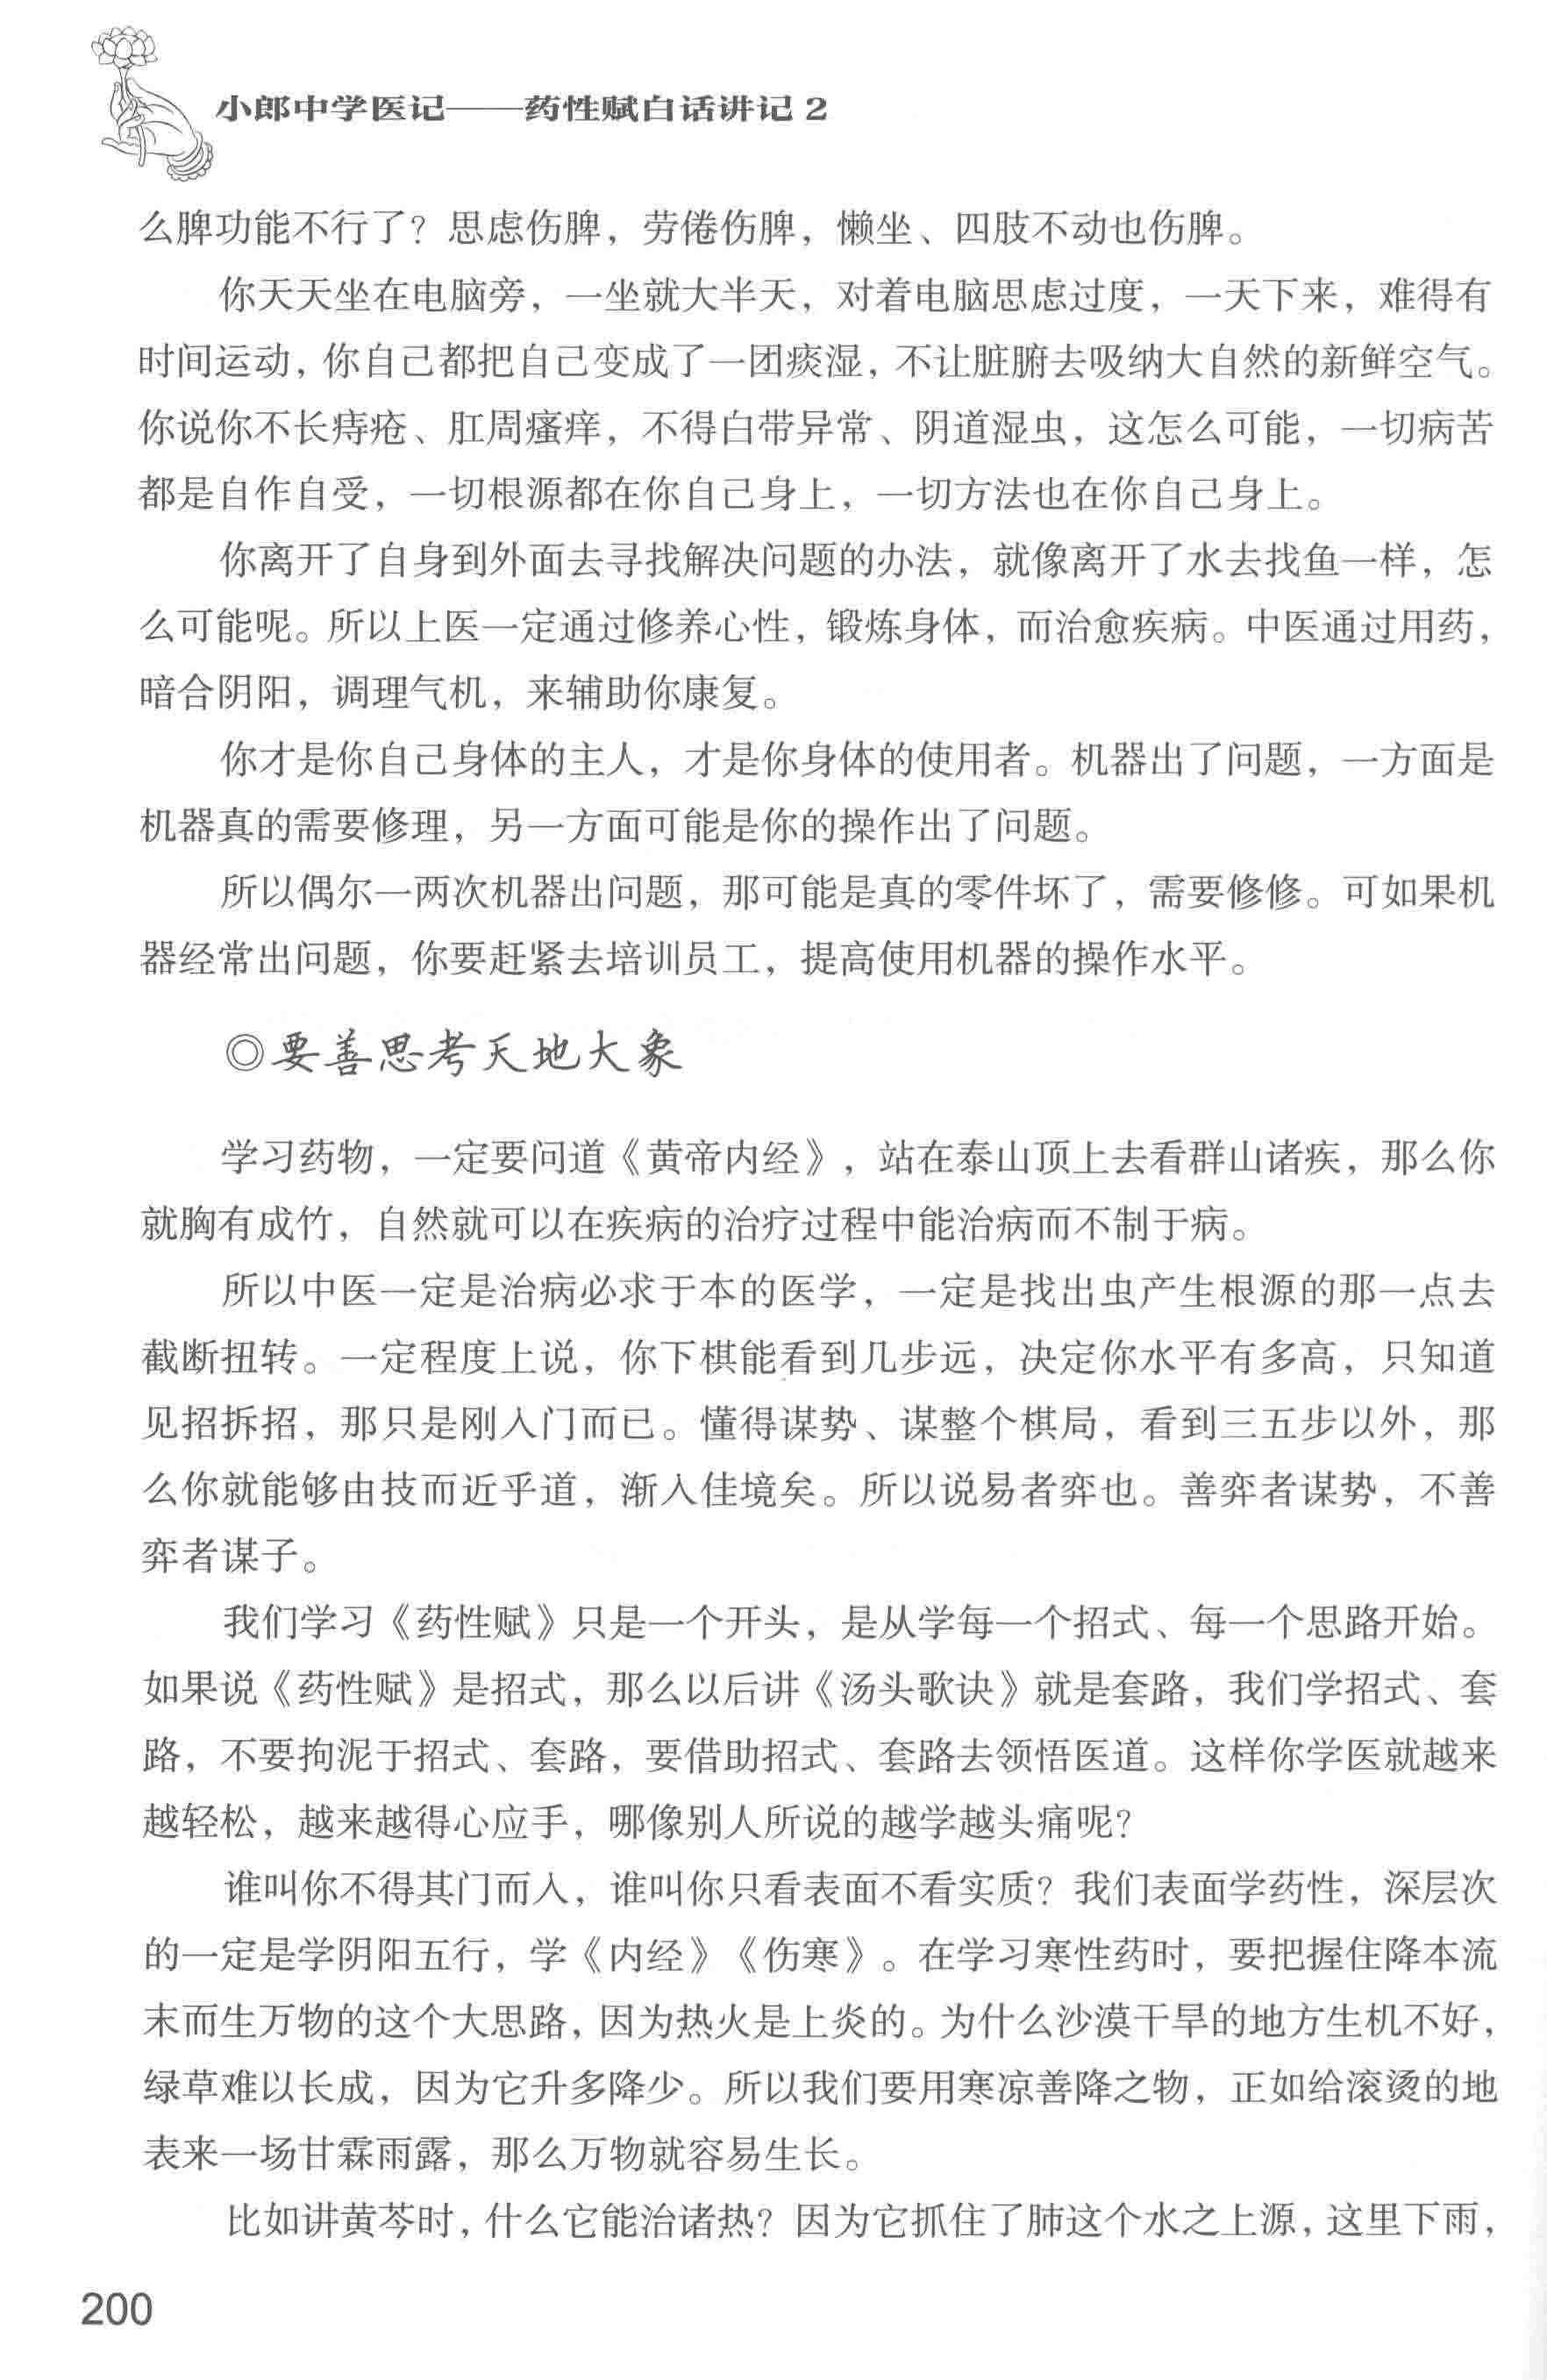 小郎中学医记——药性赋白话讲记 2
么脾功能不行了？思虑伤脾，劳倦伤脾，懒坐、四肢不动也伤脾。
你天天坐在电脑旁，一坐就大半天，对着电脑思虑过度，一天下来，难得有
时间运动，你自己都把自己变成了一团痰湿，不让脏腑去吸纳大自然的新鲜空气。
你说你不长痔疮、肛周瘙痒，不得白带异常、阴道湿虫，这怎么可能，一切病苦
都是自作自受，一切根源都在你自己身上，一切方法也在你自己身上。
你离开了自身到外面去寻找解决问题的办法，就像离开了水去找鱼一样，怎
么可能呢。所以上医一定通过修养心性，锻炼身体，而治愈疾病。中医通过用药，
暗合阴阳，调理气机，来辅助你康复。
你才是你自己身体的主人，才是你身体的使用者。机器出了问题，一方面是
机器真的需要修理，另一方面可能是你的操作出了问题。
所以偶尔一两次机器出问题，那可能是真的零件坏了，需要修修。可如果机
器经常出问题，你要赶紧去培训员工，提高使用机器的操作水平。
◎要善思考天地大象
学习药物，一定要问道《黄帝内经》，站在泰山顶上去看群山诸疾，那么你
就胸有成竹，自然就可以在疾病的治疗过程中能治病而不制于病。
所以中医一定是治病必求于本的医学，一定是找出虫产生根源的那一点去
截断扭转。一定程度上说，你下棋能看到几步远，决定你水平有多高，只知道
见招拆招，那只是刚入门而已。懂得谋势、谋整个棋局，看到三五步以外，那
么你就能够由技而近乎道，渐入佳境矣。所以说易者弈也。善弈者谋势，不善
弈者谋子。
我们学习《药性赋》只是一个开头，是从学每一个招式、每一个思路开始。
如果说《药性赋》是招式，那么以后讲《汤头歌诀》就是套路，我们学招式、套
路，不要拘泥于招式、套路，要借助招式、套路去领悟医道。这样你学医就越来
越轻松，越来越得心应手，哪像别人所说的越学越头痛呢？
谁叫你不得其门而入，谁叫你只看表面不看实质？我们表面学药性，深层次
的一定是学阴阳五行，学《内经》《伤寒》。在学习寒性药时，要把握住降本流
末而生万物的这个大思路，因为热火是上炎的。为什么沙漠干旱的地方生机不好，
绿草难以长成，因为它升多降少。所以我们要用寒凉善降之物，正如给滚烫的地
表来一场甘霖雨露，那么万物就容易生长。
比如讲黄芩时，什么它能治诸热？因为它抓住了肺这个水之上源，这里下雨，
200